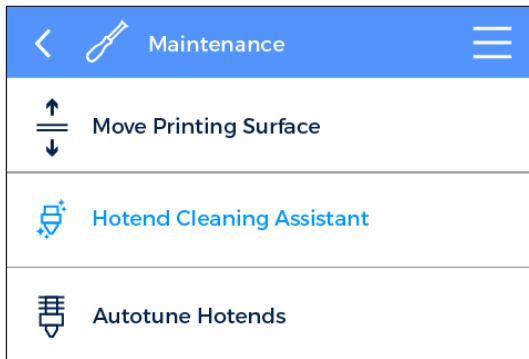 Maintenance
Move Printing Surface
Hotend Cleaning Assistant
Autotune Hotends